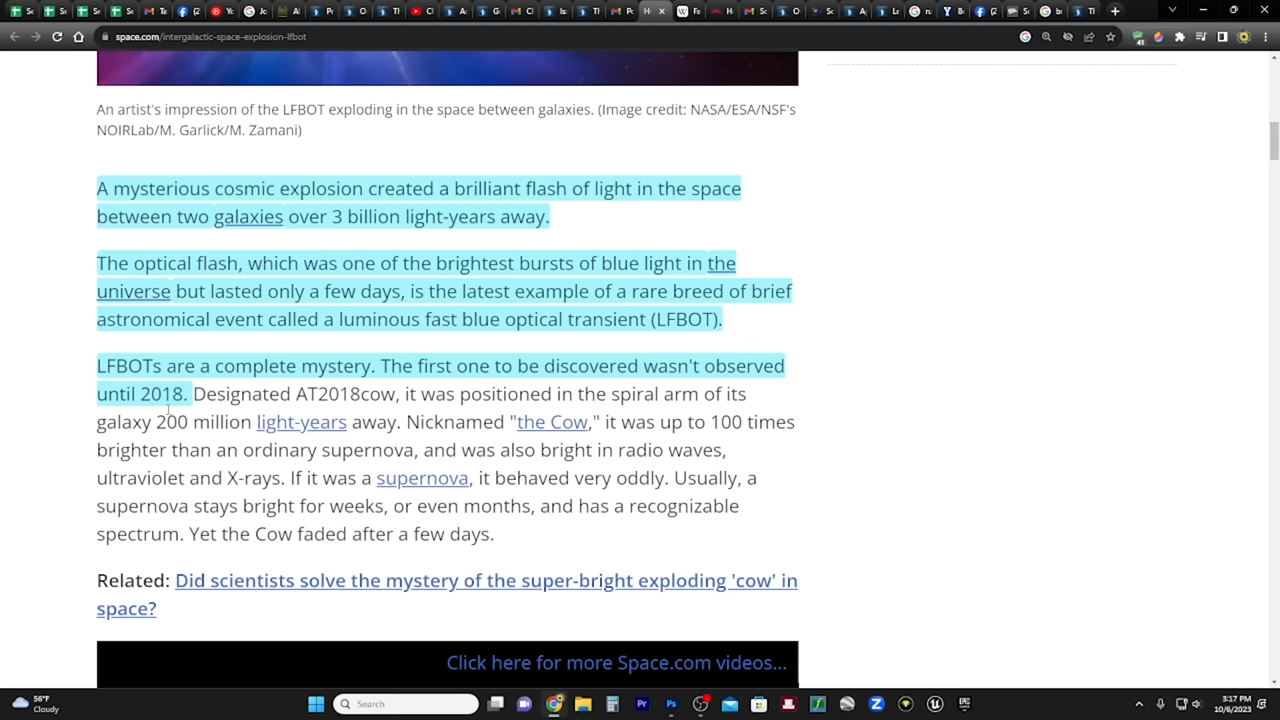 space.com/intergalactic-space-explosion-lfbot
An artist's impression of the LFBOT exploding in the space between galaxies. (Image credit: NASA/ESA/NSF's
NOIRLab/M. Garlick/M. Zamani)
A mysterious cosmic explosion created a brilliant flash of light in the space
between two galaxies over 3 billion light-years away.
The optical flash, which was one of the brightest bursts of blue light in the
universe but lasted only a few days, is the latest example of a rare breed of brief
astronomical event called a luminous fast blue optical transient (LFBOT).
LFBOTs are a complete mystery. The first one to be discovered wasn't observed
until 2018. Designated AT2018cow, it was positioned in the spiral arm of its
galaxy 200 million light-years away. Nicknamed "the Cow," it was up to 100 times
brighter than an ordinary supernova, and was also bright in radio waves,
ultraviolet and X-rays. If it was a supernova, it behaved very oddly. Usually, a
supernova stays bright for weeks, or even months, and has a recognizable
spectrum. Yet the Cow faded after a few days.
Related: Did scientists solve the mystery of the super-bright exploding 'cow' in
space?
Click here for more Space.com videos...
56°F
Cloudy
Search
3:17 PM
10/6/2023